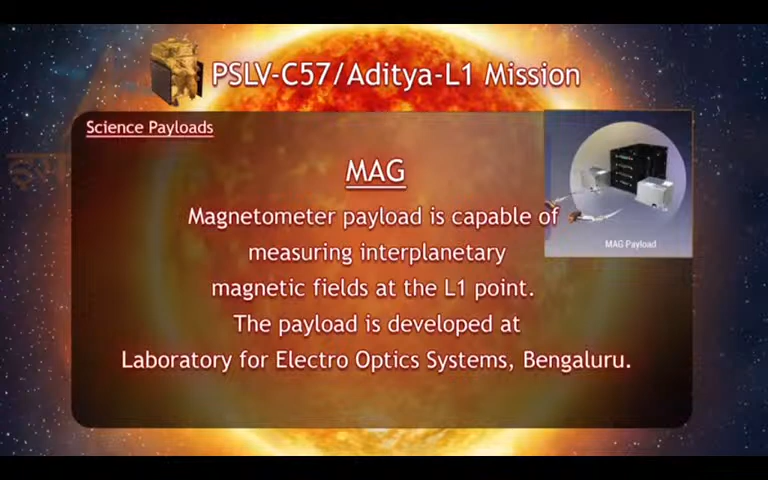 PSLV-C57/Aditya-L1 Mission
Science Payloads
MAG
Magnetometer payload is capable of
measuring interplanetary
magnetic fields at the L1 point.
The payload is developed at
Laboratory for Electro Optics Systems, Bengaluru.
MAG Payload